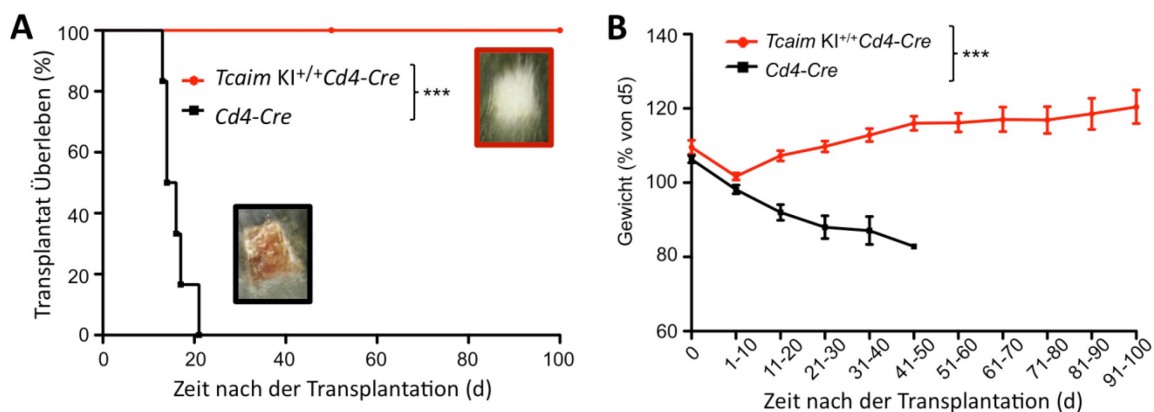 A
Transplantat Überleben (%)
100
80
60
40
20
0
0 20 40 60 80 100
Zeit nach der Transplantation (d)
Tcaim KI+/+Cd4-Cre
Cd4-Cre
***
B
Gewicht (% von d5)
140
120
100
80
60
0 1-10 11-20 21-30 31-40 41-50 51-60 61-70 71-80 81-90 91-100
Zeit nach der Transplantation (d)
Tcaim KI+/+Cd4-Cre
Cd4-Cre
***